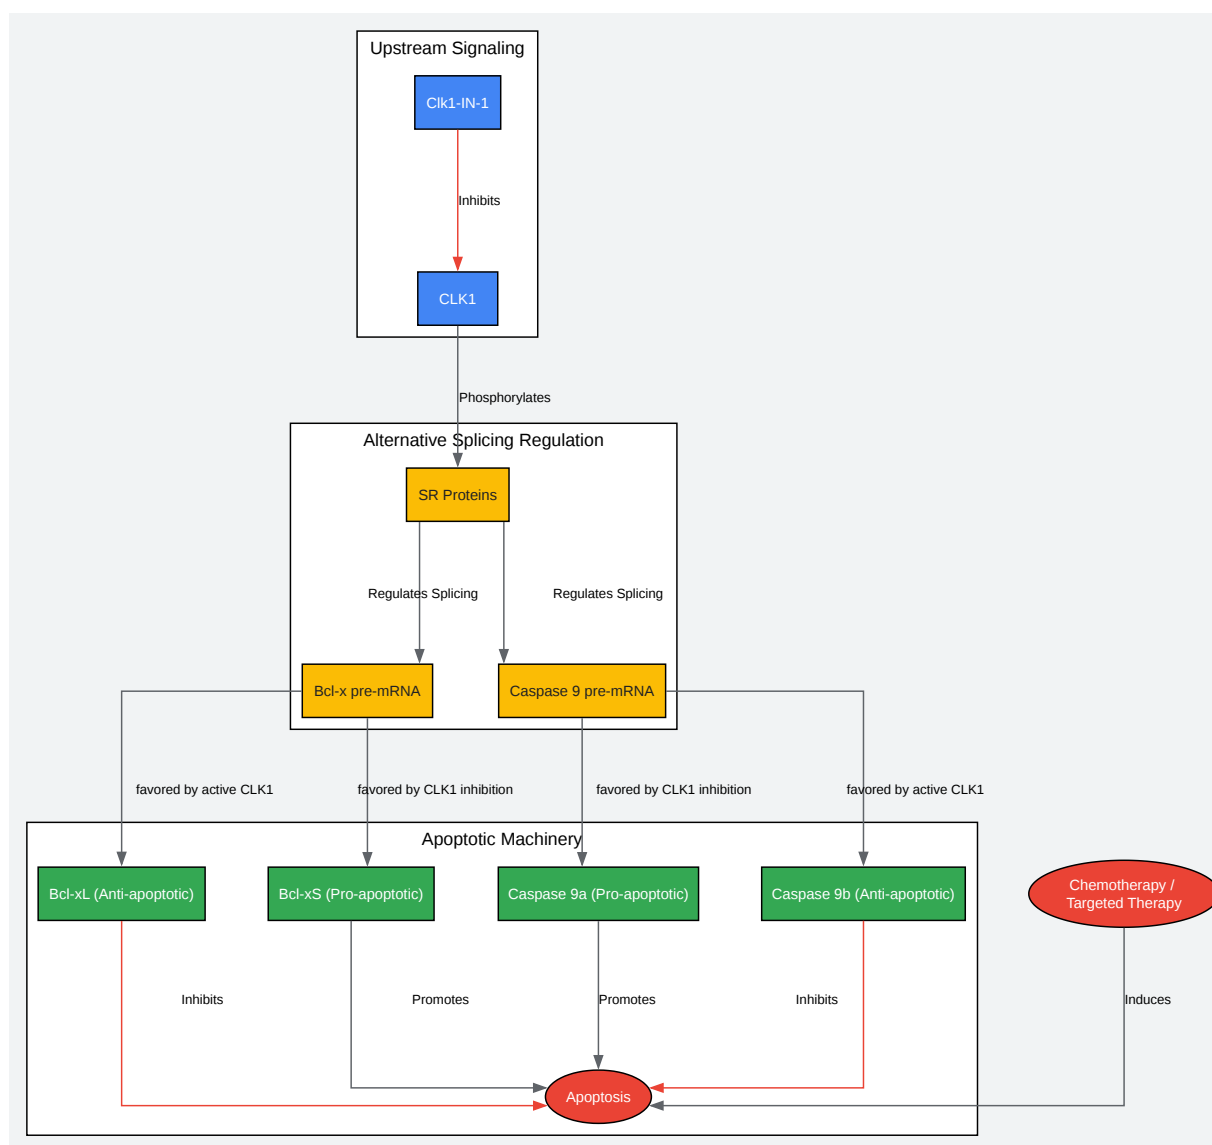 Upstream Signaling
Clk1-IN-1
Inhibits
CLK1
Phosphorylates
Alternative Splicing Regulation
SR Proteins
Regulates Splicing
Regulates Splicing
Bcl-x pre-mRNA
Caspase 9 pre-mRNA
favored by active CLK1
favored by CLK1 inhibition
favored by CLK1 inhibition
favored by active CLK1
Apoptotic Machinery
Bcl-xL (Anti-apoptotic)
Bcl-xS (Pro-apoptotic)
Caspase 9a (Pro-apoptotic)
Caspase 9b (Anti-apoptotic)
Chemotherapy /
Targeted Therapy
Inhibits
Promotes
Promotes
Inhibits
Induces
Apoptosis